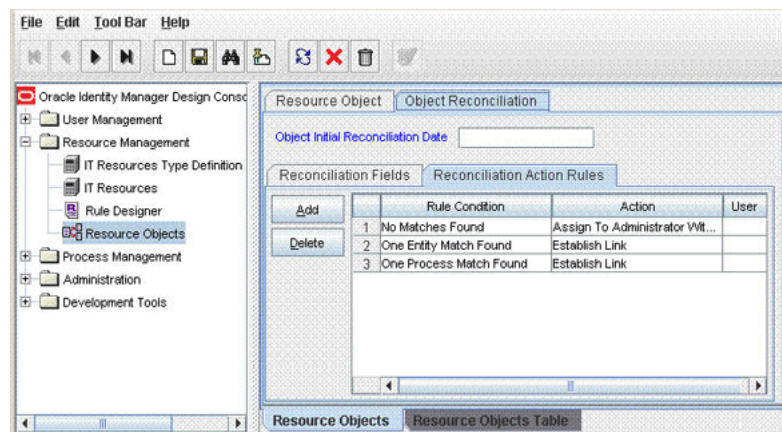 File Edit Tool Bar Help
Oracle Identity Manager Design Consc
User Management
Resource Management
IT Resources Type Definition
IT Resources
Rule Designer
Resource Objects
Process Management
Administration
Development Tools
Resource Object Object Reconciliation
Object Initial Reconciliation Date
Reconciliation Fields Reconciliation Action Rules
Add
Delete
Rule Condition Action User
1 No Matches Found Assign To Administrator Wit...
2 One Entity Match Found Establish Link
3 One Process Match Found Establish Link
Resource Objects Resource Objects Table